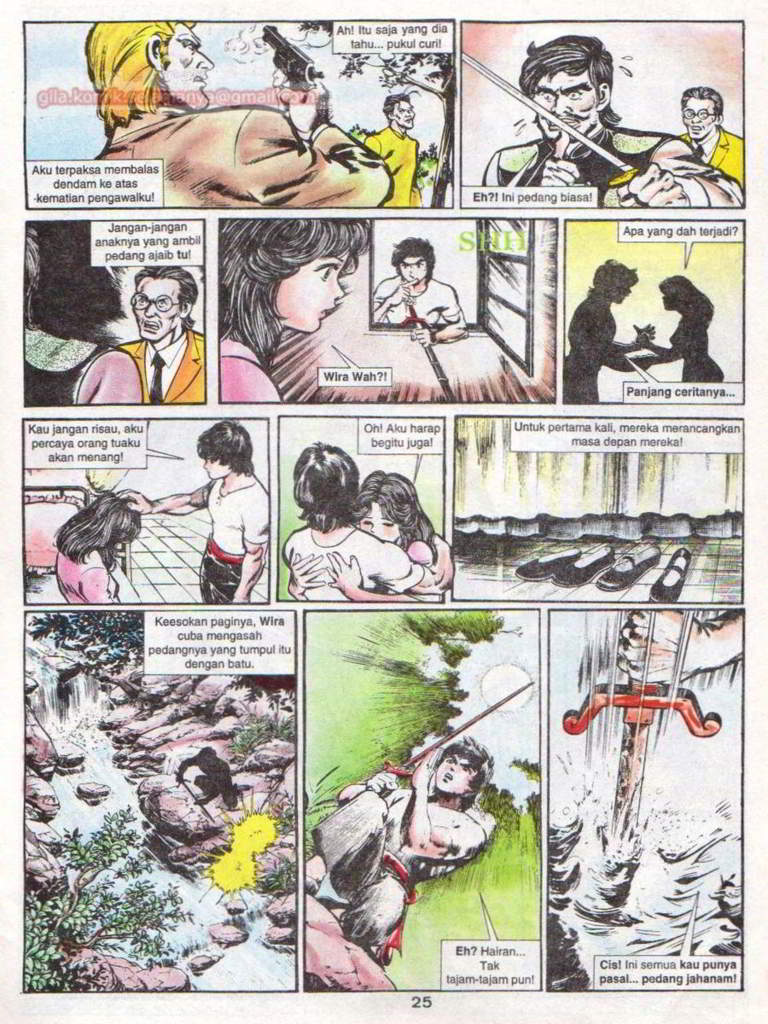 Ah! Itu saja yang dia
tahu... pukul curi!
Aku terpaksa membalas
dendam ke atas
kematian pengawalku!
Eh?! Ini pedang biasa!
Jangan-jangan
anaknya yang ambil
pedang ajaib tu!
SHH
Wira Wah?!
Apa yang dah terjadi?
Panjang ceritanya...
Kau jangan risau, aku
percaya orang tuaku
akan menang!
Oh! Aku harap
begitu juga!
Untuk pertama kali, mereka merancangkan
masa depan mereka!
Keesokan paginya, Wira
cuba mengasah
pedangnya yang tumpul itu
dengan batu.
Eh? Hairan...
Tak
tajam-tajam pun!
Cis! Ini semua kau punya
pasal... pedang jahanam!
25